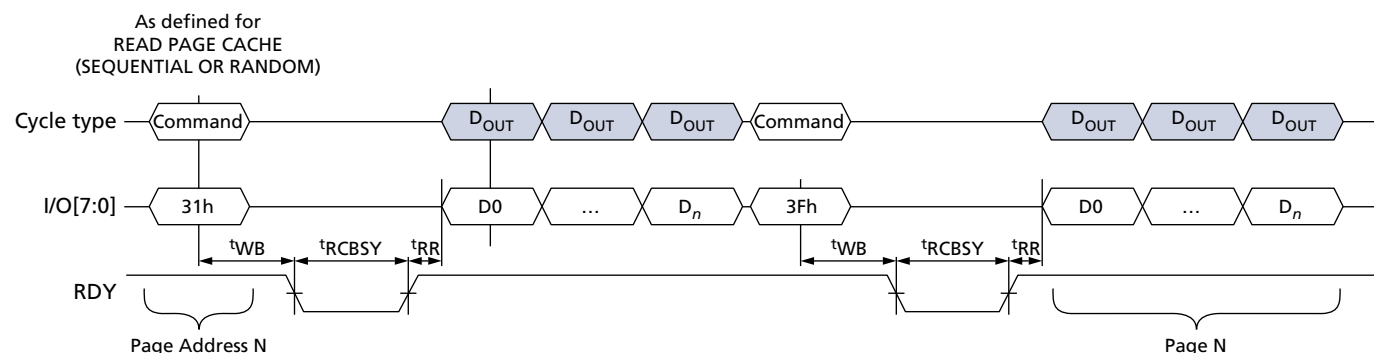 As defined for
READ PAGE CACHE
(SEQUENTIAL OR RANDOM)
Cycle type Command DOUT DOUT DOUT Command DOUT DOUT DOUT
I/O[7:0] 31h D0 … Dn 3Fh D0 … Dn
tWB tRCBSY tRR tWB tRCBSY tRR
RDY
Page Address N Page N